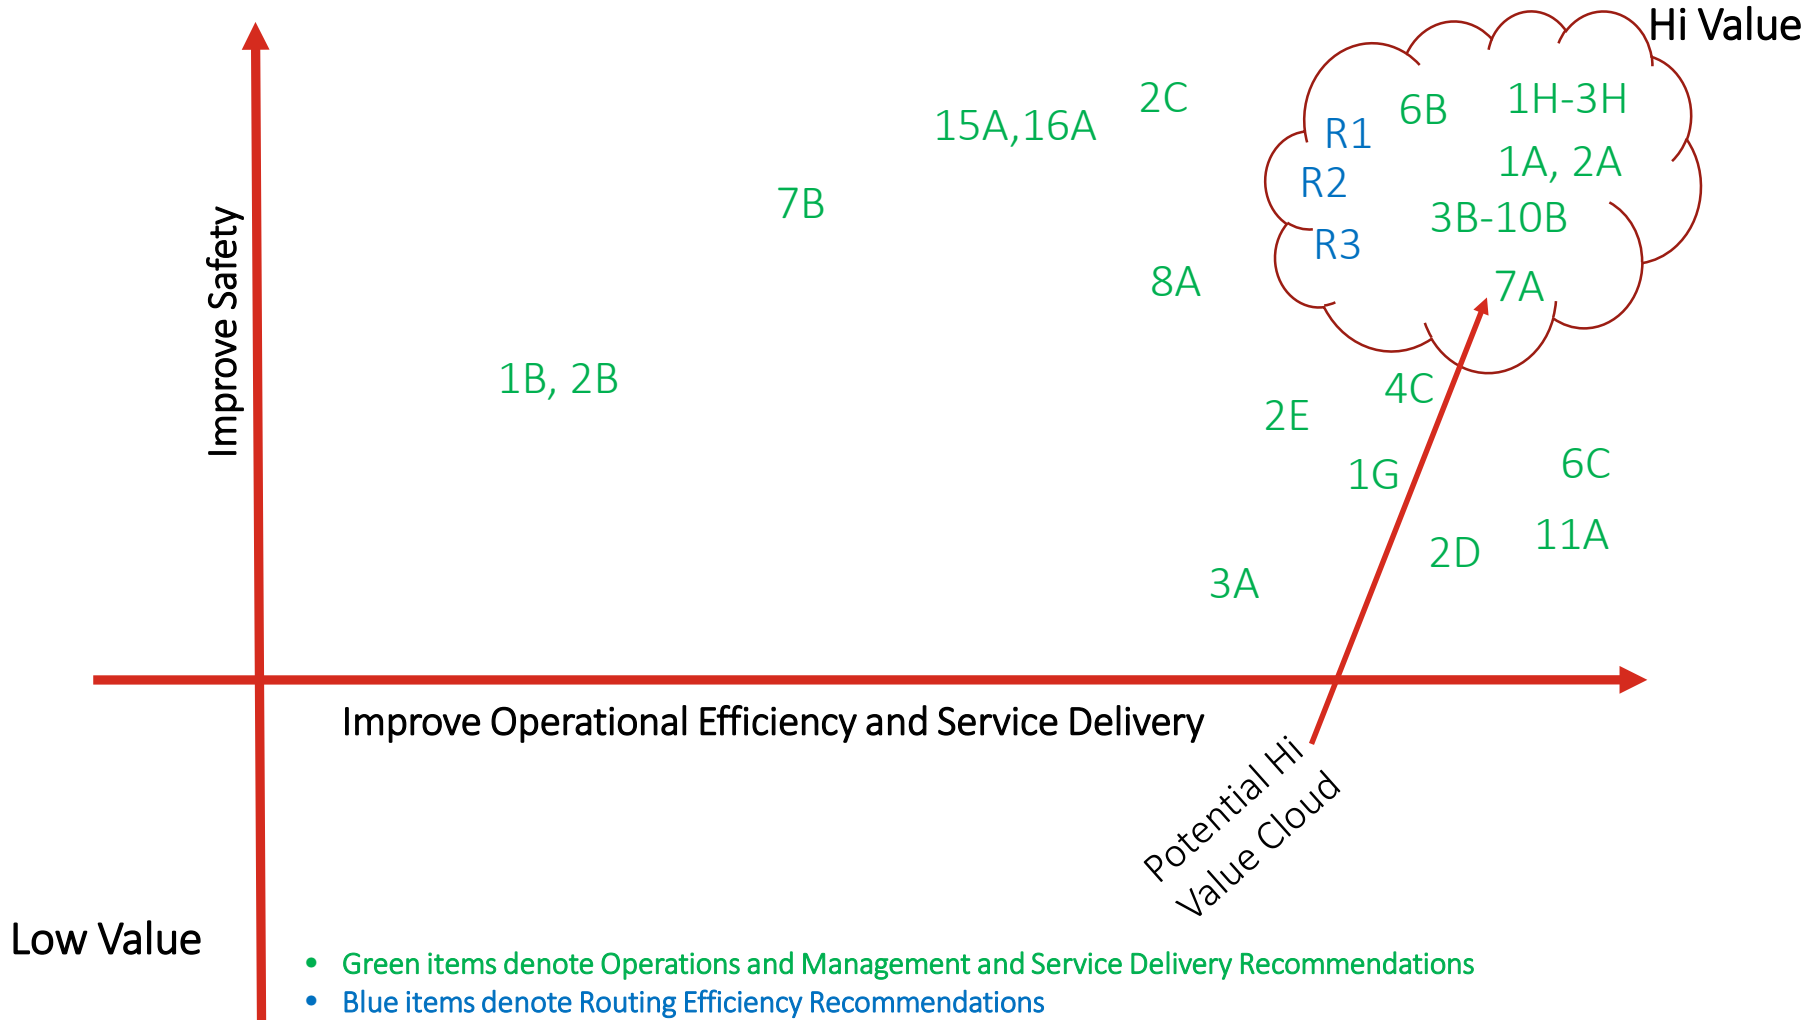 Hi Value
2C
15A,16A
6B
1H-3H
R1
1A, 2A
R2
7B
3B-10B
R3
8A
7A
Improve Safety
1B, 2B
4C
2E
1G
6C
11A
2D
3A
Improve Operational Efficiency and Service Delivery
Potential Hi
Value Cloud
Low Value
• Green items denote Operations and Management and Service Delivery Recommendations
• Blue items denote Routing Efficiency Recommendations